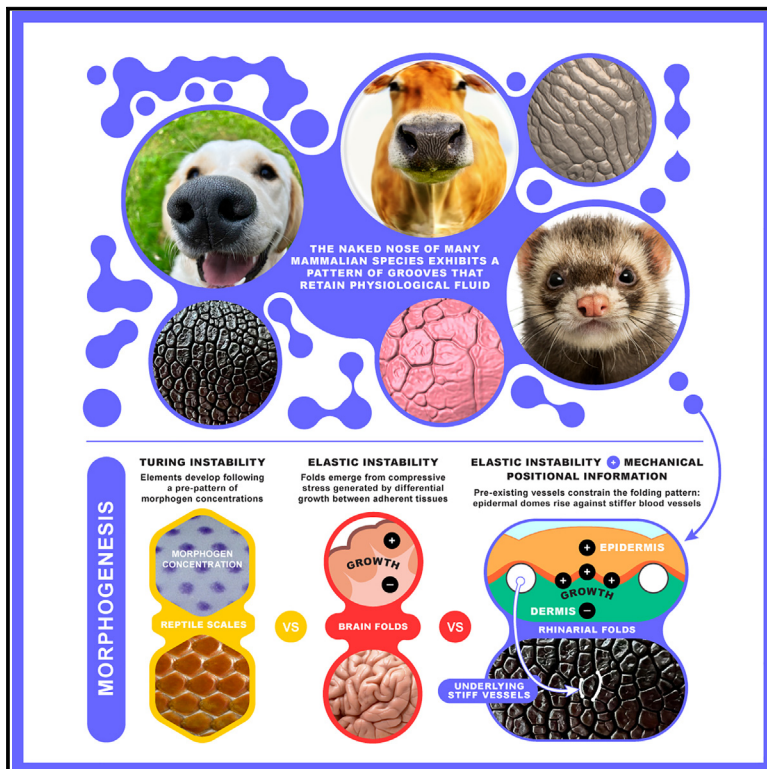 THE NAKED NOSE OF MANY
MAMMALIAN SPECIES EXHIBITS A
PATTERN OF GROOVES THAT
RETAIN PHYSIOLOGICAL FLUID
MORPHOGENESIS
TURING INSTABILITY
Elements develop following
a pre-pattern of
morphogen concentrations
MORPHOGEN
CONCENTRATION
REPTILE SCALES
VS
ELASTIC INSTABILITY
Folds emerge from compressive
stress generated by differential
growth between adherent tissues
+
GROWTH
−
BRAIN FOLDS
VS
ELASTIC INSTABILITY + MECHANICAL
POSITIONAL INFORMATION
Pre-existing vessels constrain the folding pattern:
epidermal domes rise against stiffer blood vessels
+ EPIDERMIS
+ + +
GROWTH
DERMIS −
RHINARIAL FOLDS
UNDERLYING
STIFF VESSELS